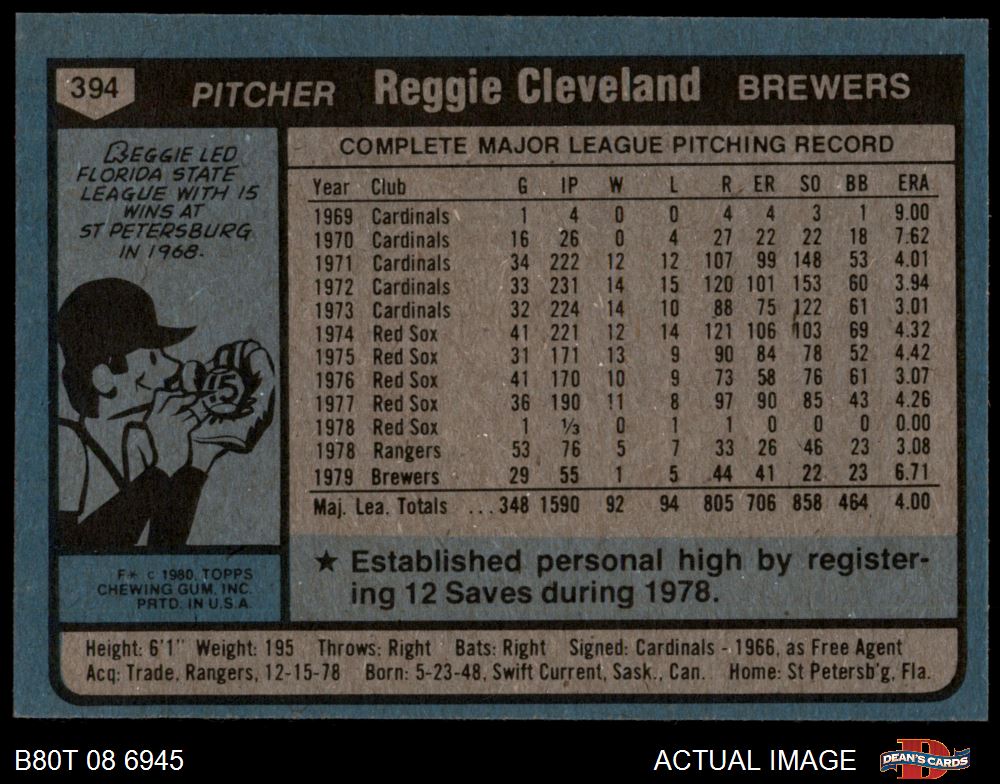 394 PITCHER Reggie Cleveland BREWERS
BEGGIE LED
FLORIDA STATE
LEAGUE WITH 15
WINS AT
ST PETERSBURG
IN 1968.
15
F* © 1980, TOPPS
CHEWING GUM, INC.
PRTD. IN U.S.A.
COMPLETE MAJOR LEAGUE PITCHING RECORD
Year Club G IP W L R ER SO BB ERA
1969 Cardinals 1 4 0 0 4 4 3 1 9.00
1970 Cardinals 16 26 0 4 27 22 22 18 7.62
1971 Cardinals 34 222 12 12 107 99 148 53 4.01
1972 Cardinals 33 231 14 15 120 101 153 60 3.94
1973 Cardinals 32 224 14 10 88 75 122 61 3.01
1974 Red Sox 41 221 12 14 121 106 103 69 4.32
1975 Red Sox 31 171 13 9 90 84 78 52 4.42
1976 Red Sox 41 170 10 9 73 58 76 61 3.07
1977 Red Sox 36 190 11 8 97 90 85 43 4.26
1978 Red Sox 1 ⅓ 0 1 1 0 0 0 0.00
1978 Rangers 53 76 5 7 33 26 46 23 3.08
1979 Brewers 29 55 1 5 44 41 22 23 6.71
Maj. Lea. Totals ...348 1590 92 94 805 706 858 464 4.00
★ Established personal high by register-
ing 12 Saves during 1978.
Height: 6'1" Weight: 195 Throws: Right Bats: Right Signed: Cardinals - 1966, as Free Agent
Acq: Trade, Rangers, 12-15-78 Born: 5-23-48, Swift Current, Sask., Can. Home: St Petersb'g, Fla.
B80T 08 6945 ACTUAL IMAGE DEAN'S CARDS